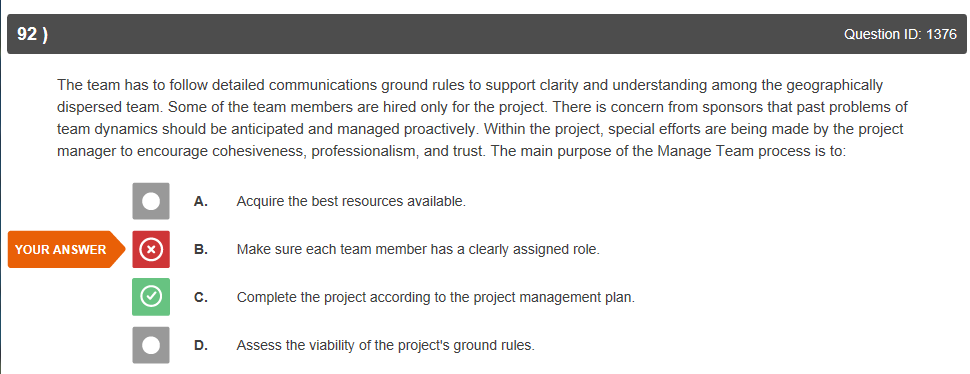 92 ) Question ID: 1376
The team has to follow detailed communications ground rules to support clarity and understanding among the geographically
dispersed team. Some of the team members are hired only for the project. There is concern from sponsors that past problems of
team dynamics should be anticipated and managed proactively. Within the project, special efforts are being made by the project
manager to encourage cohesiveness, professionalism, and trust. The main purpose of the Manage Team process is to:
A. Acquire the best resources available.
YOUR ANSWER B. Make sure each team member has a clearly assigned role.
C. Complete the project according to the project management plan.
D. Assess the viability of the project's ground rules.